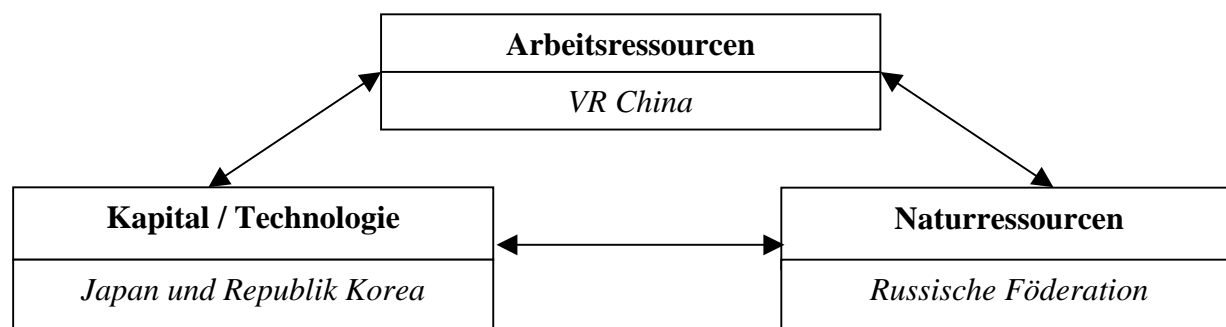 Arbeitsressourcen
VR China
Kapital / Technologie
Japan und Republik Korea
Naturressourcen
Russische Föderation